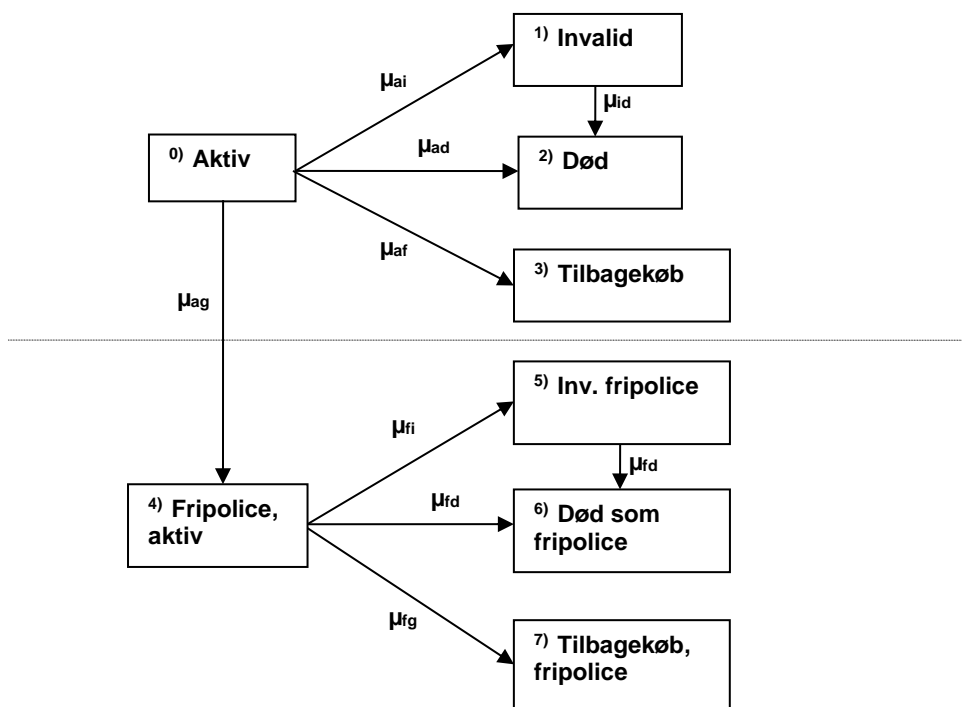 1) Invalid
μai
μid
0) Aktiv
μad
2) Død
μaf
3) Tilbagekøb
μag
5) Inv. fripolice
μfi
μfd
4) Fripolice,
aktiv
μfd
6) Død som
fripolice
μfg
7) Tilbagekøb,
fripolice